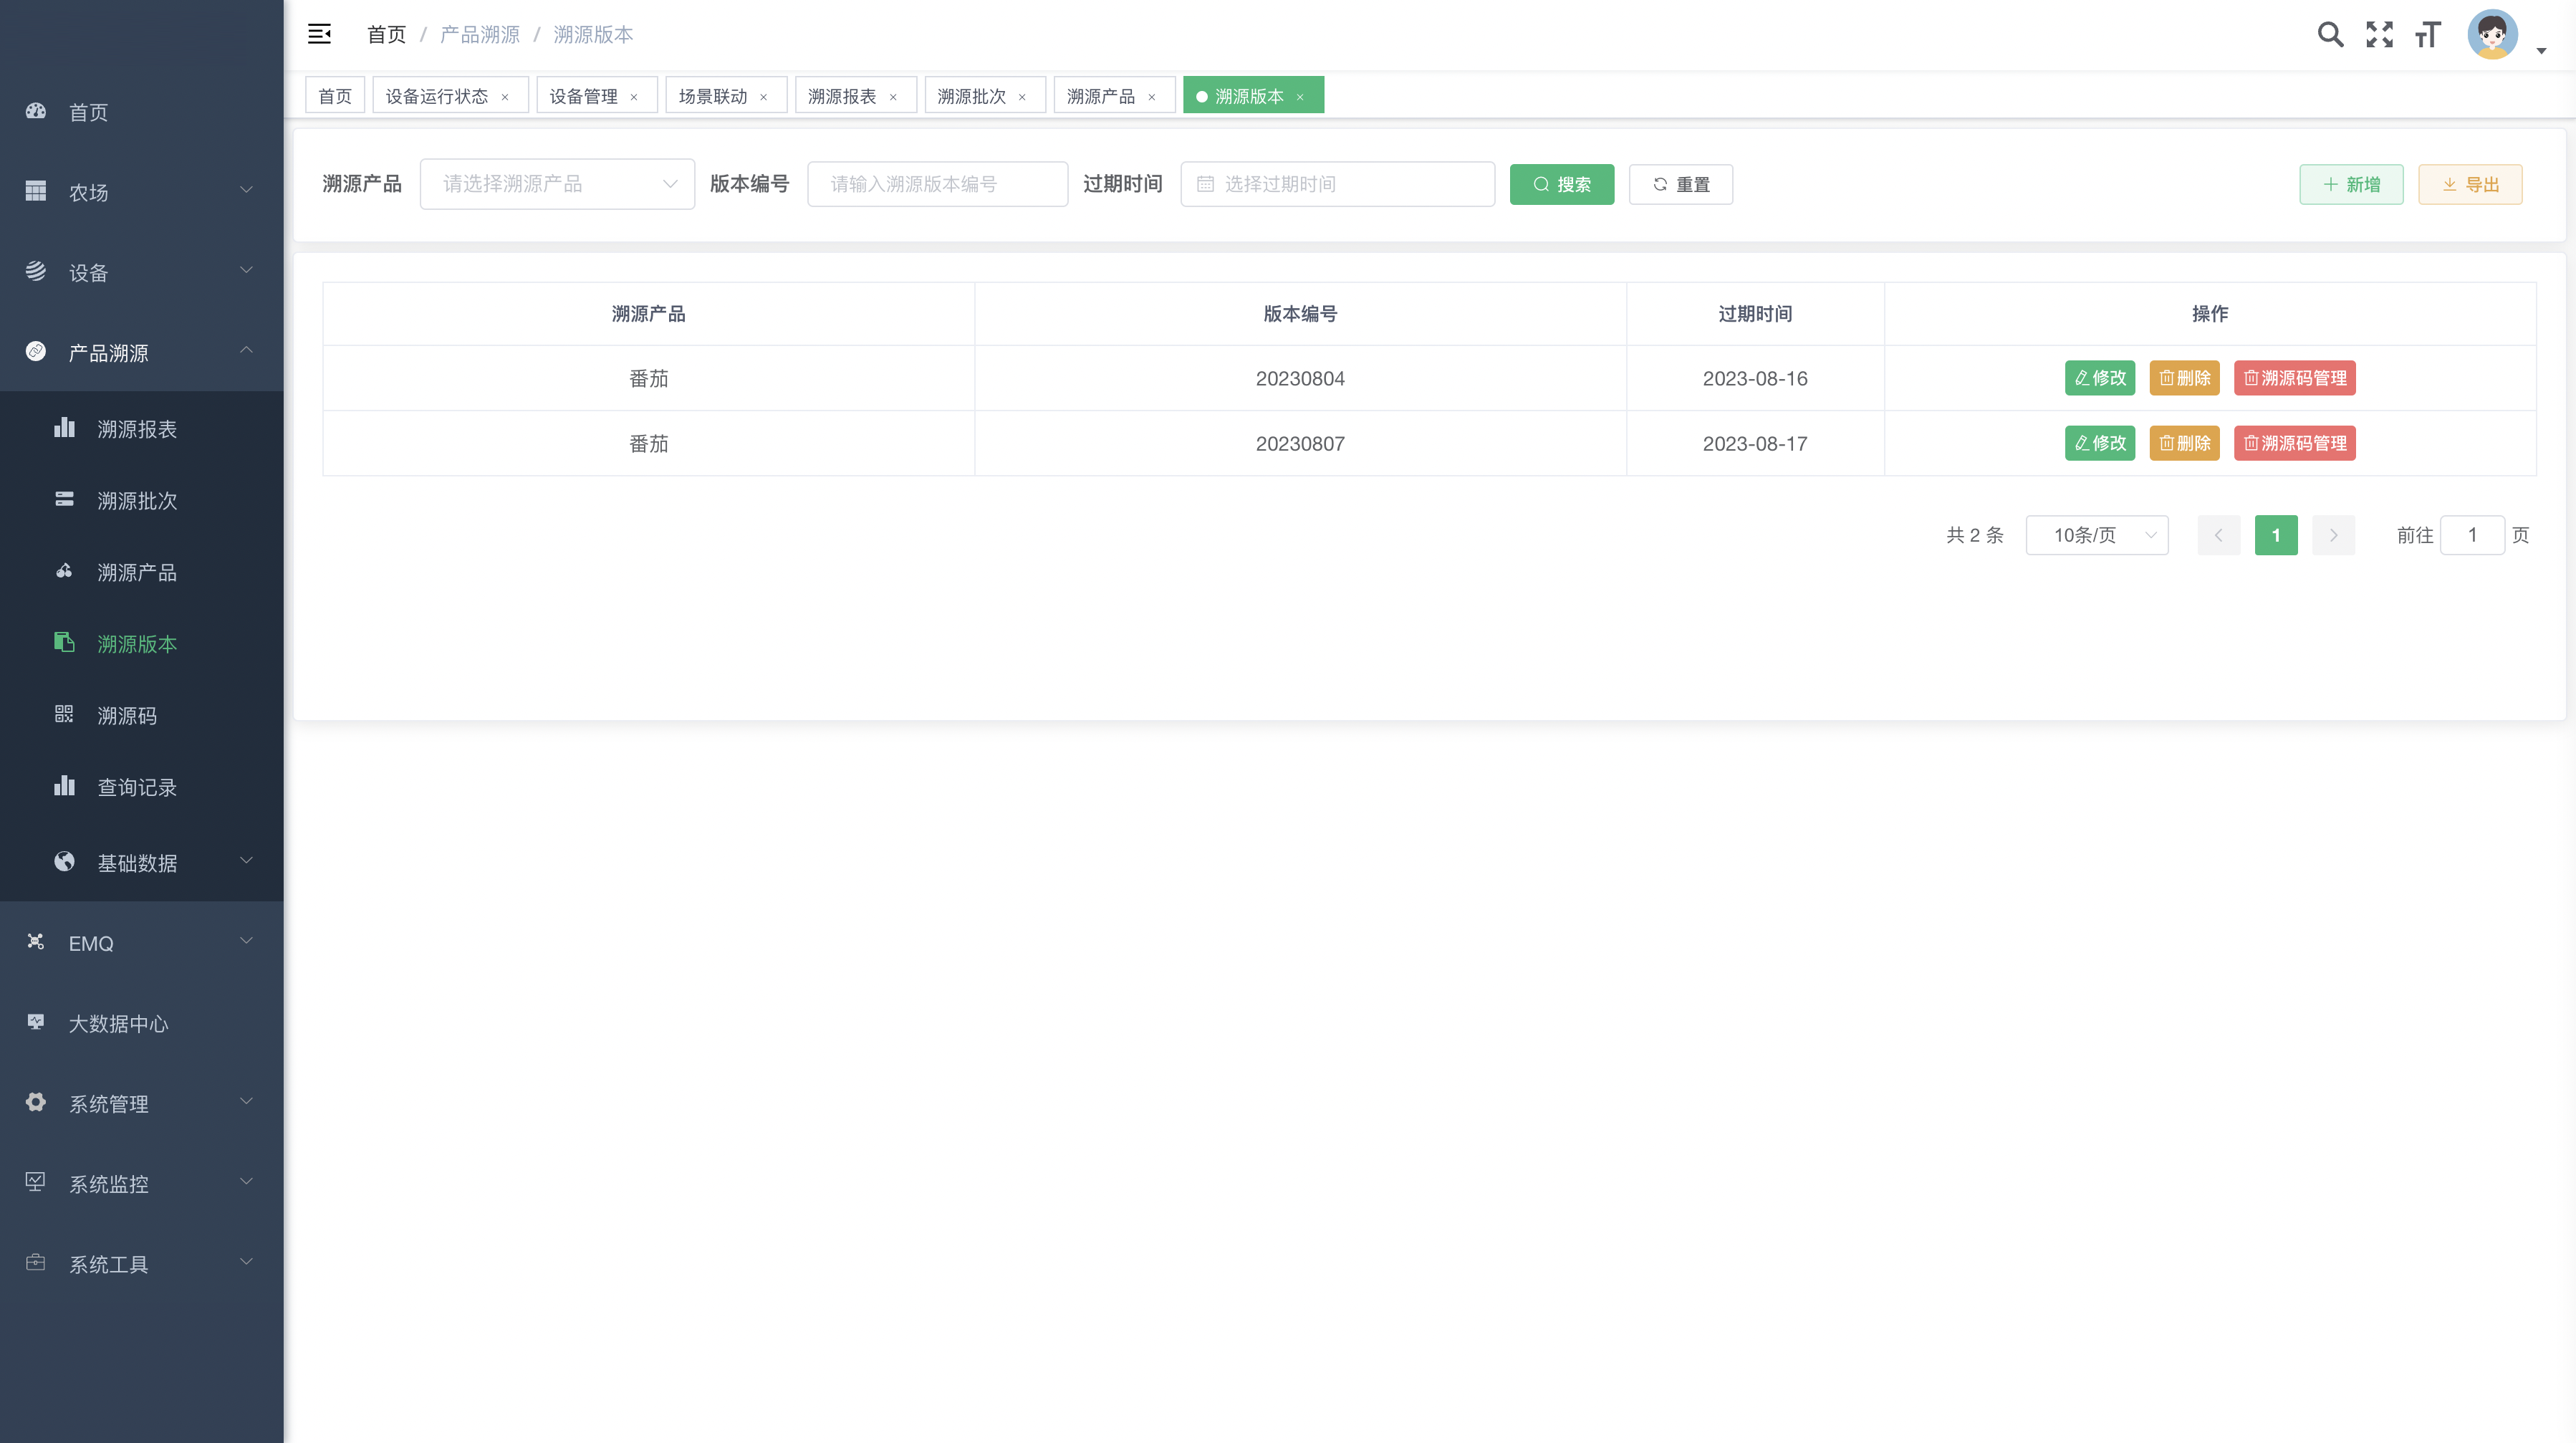 首页 / 产品溯源 / 溯源版本
首页
设备运行状态 ×
设备管理 ×
场景联动 ×
溯源报表 ×
溯源批次 ×
溯源产品 ×
溯源版本 ×
首页
农场
设备
产品溯源
溯源报表
溯源批次
溯源产品
溯源版本
溯源码
查询记录
基础数据
EMQ
大数据中心
系统管理
系统监控
系统工具
溯源产品 请选择溯源产品 版本编号 请输入溯源版本编号 过期时间 选择过期时间 搜索 重置 新增 导出
溯源产品 版本编号 过期时间 操作
番茄 20230804 2023-08-16 修改 删除 溯源码管理
番茄 20230807 2023-08-17 修改 删除 溯源码管理
共 2 条 10条/页 1 前往 1 页